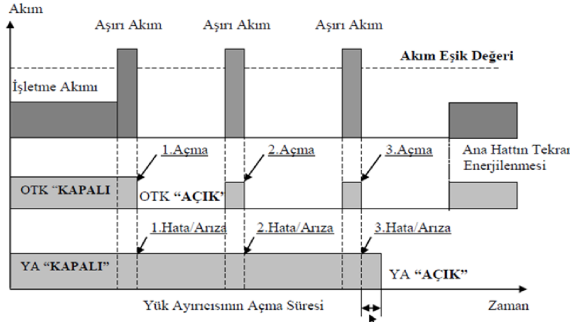 Akım
Aşırı Akım Aşırı Akım Aşırı Akım
Akım Eşik Değeri
İşletme Akımı
1.Açma 2.Açma 3.Açma
Ana Hattın Tekrar
Enerjilenmesi
OTK "KAPALI
OTK "AÇIK"
1.Hata/Arıza 2.Hata/Arıza 3.Hata/Arıza
YA "KAPALI"
YA "AÇIK"
Yük Ayırıcısının Açma Süresi
Zaman